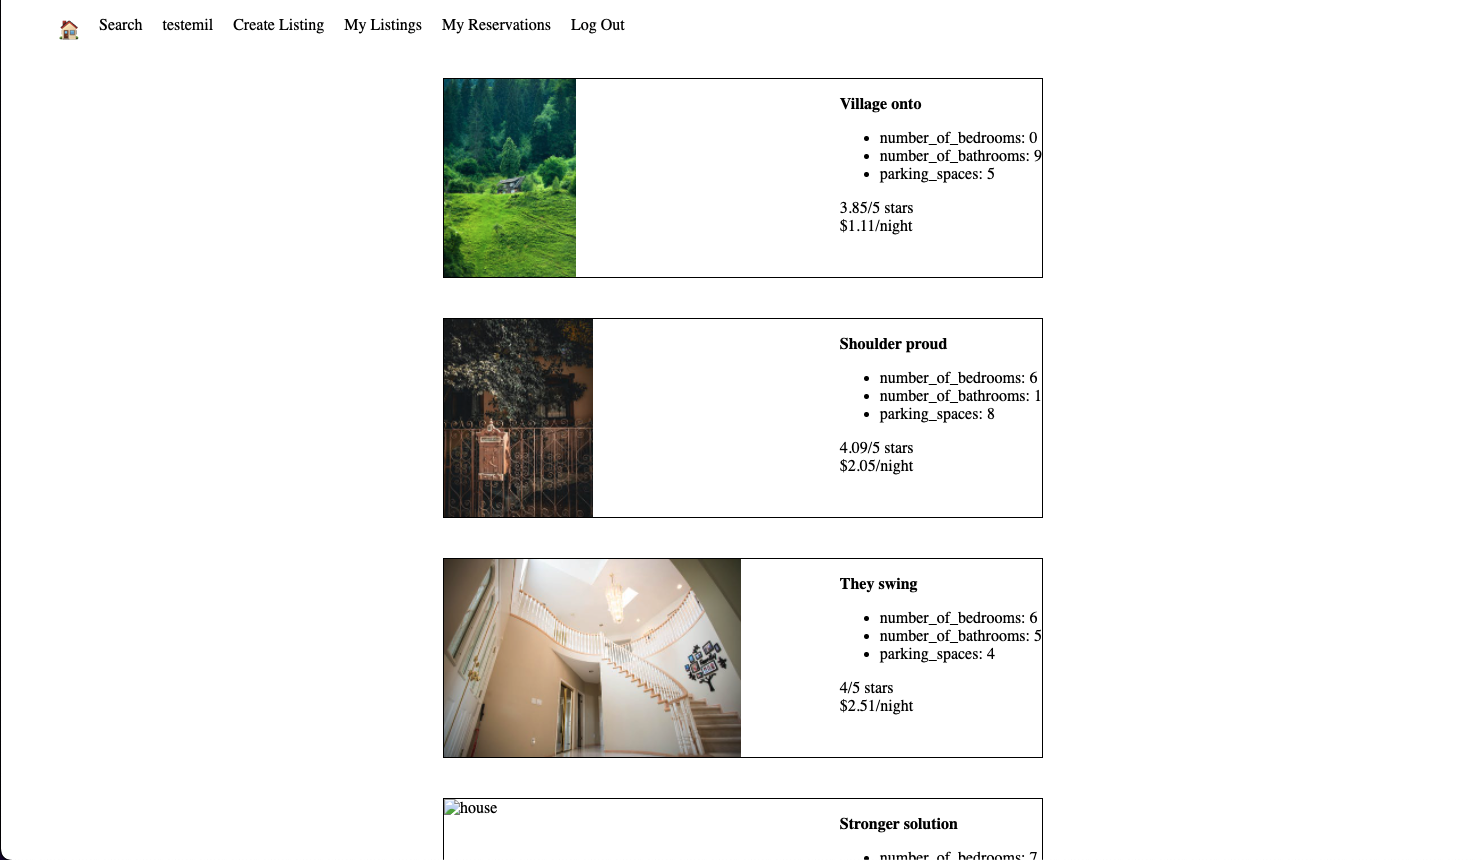 Search testemil Create Listing My Listings My Reservations Log Out
Village onto
number_of_bedrooms: 0
number_of_bathrooms: 9
parking_spaces: 5
3.85/5 stars
$1.11/night
Shoulder proud
number_of_bedrooms: 6
number_of_bathrooms: 1
parking_spaces: 8
4.09/5 stars
$2.05/night
They swing
number_of_bedrooms: 6
number_of_bathrooms: 5
parking_spaces: 4
4/5 stars
$2.51/night
house
Stronger solution
number_of_bedrooms: 7